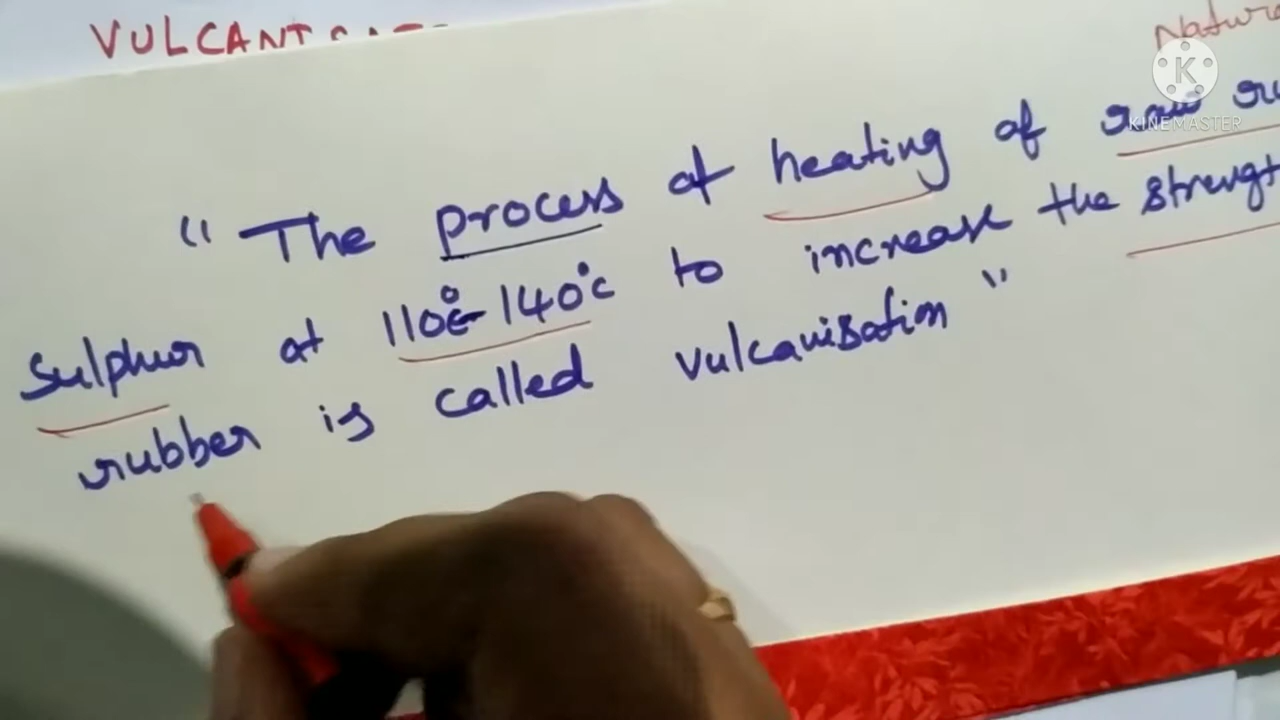 Natur
KINEMASTER
"The process of heating of raw ru
Sulphur at 110°C-140°C to increase the strengt
rubber is called vulcanisation"